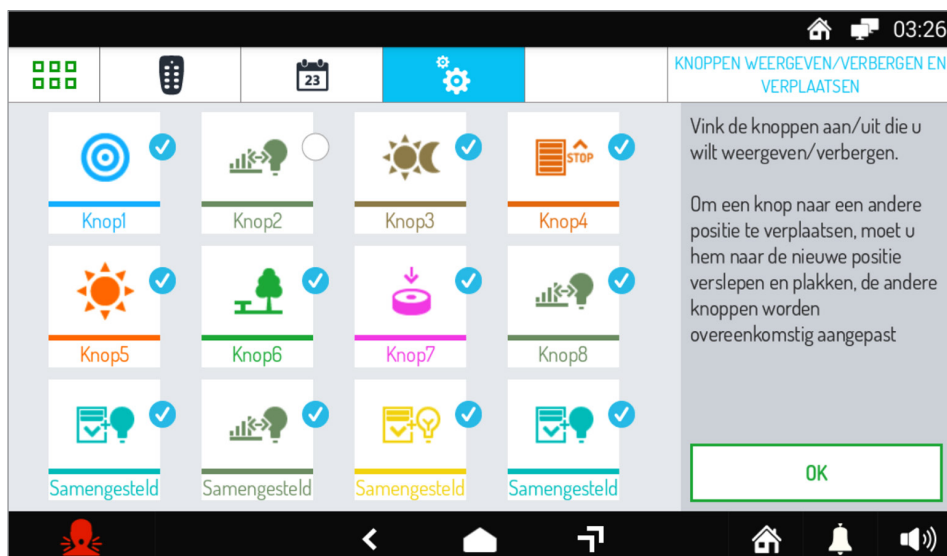 03:26
23
KNOPPEN WEERGEVEN/VERBERGEN EN
VERPLAATSEN
Knop1
Knop2
Knop3
STOP
Knop4
Knop5
Knop6
Knop7
Knop8
Samengesteld
Samengesteld
Samengesteld
Samengesteld
Vink de knoppen aan/uit die u
wilt weergeven/verbergen.
Om een knop naar een andere
positie te verplaatsen, moet u
hem naar de nieuwe positie
verslepen en plakken, de andere
knoppen worden
overeenkomstig aangepast
OK